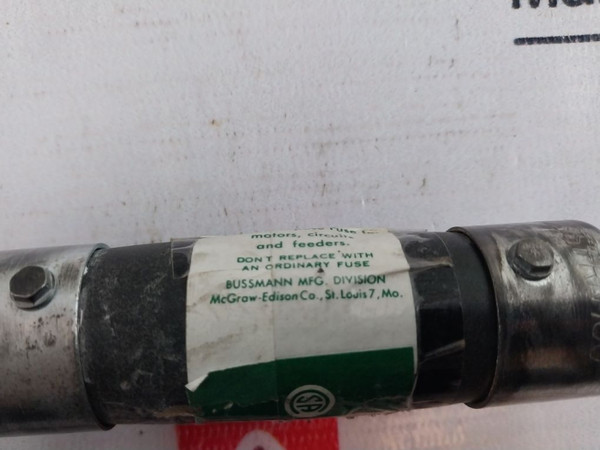 motors, circuits
and feeders.
DON'T REPLACE WITH
AN ORDINARY FUSE
BUSSMANN MFG. DIVISION
McGraw-Edison Co., St. Louis 7, Mo.